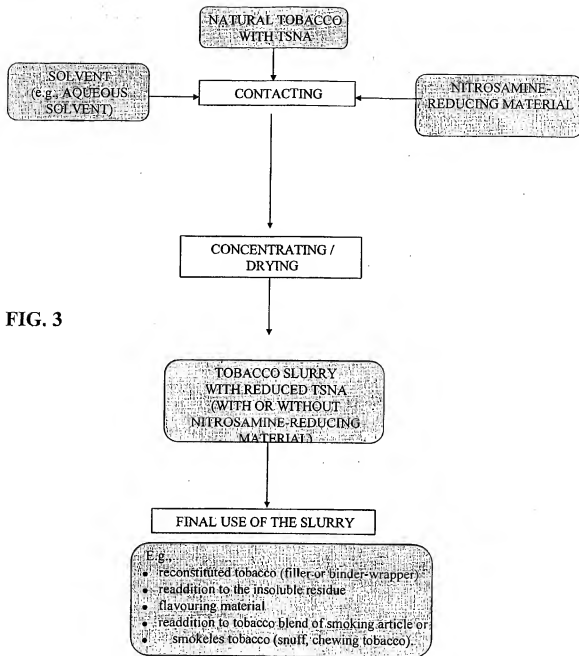 NATURAL TOBACCO
WITH TSNA
SOLVENT
(e.g., AQUEOUS
SOLVENT)
CONTACTING
NITROSAMINE-
REDUCING MATERIAL
CONCENTRATING /
DRYING
FIG. 3
TOBACCO SLURRY
WITH REDUCED TSNA
(WITH OR WITHOUT
NITROSAMINE-REDUCING
MATERIAL)
FINAL USE OF THE SLURRY
E.g.,
• reconstituted tobacco (filler or binder-wrapper)
• readdition to the insoluble residue
• flavouring material
• readdition to tobacco blend of smoking article or
• smokeles tobacco (snuff, chewing tobacco)